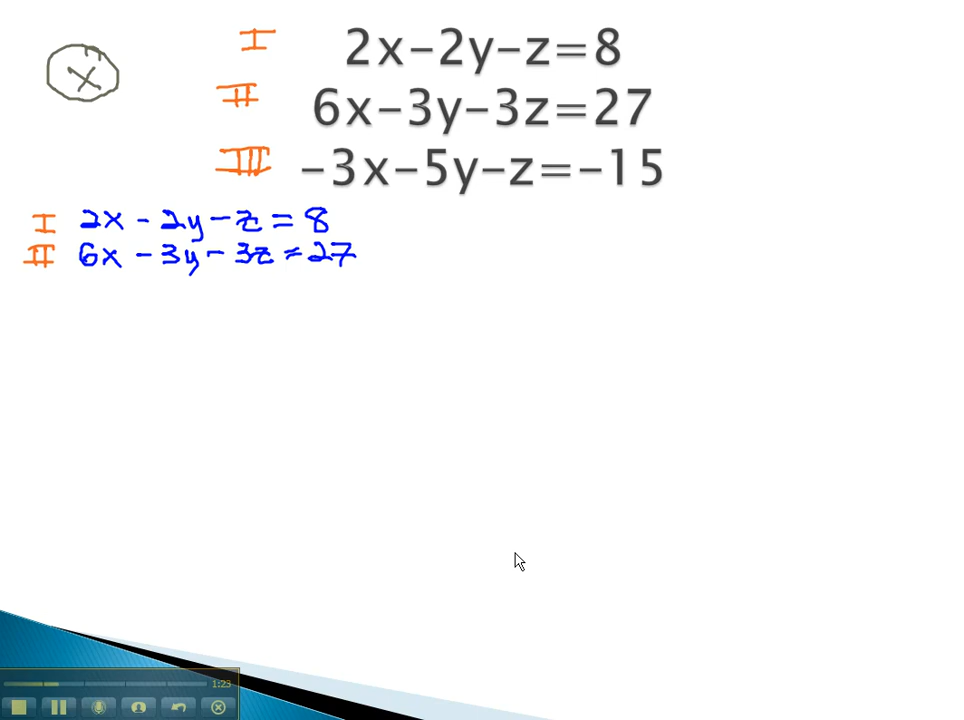 X
I 2x-2y-z=8
II 6x-3y-3z=27
III -3x-5y-z=-15
I 2x - 2y - z = 8
II 6x - 3y - 3z = 27
1:23